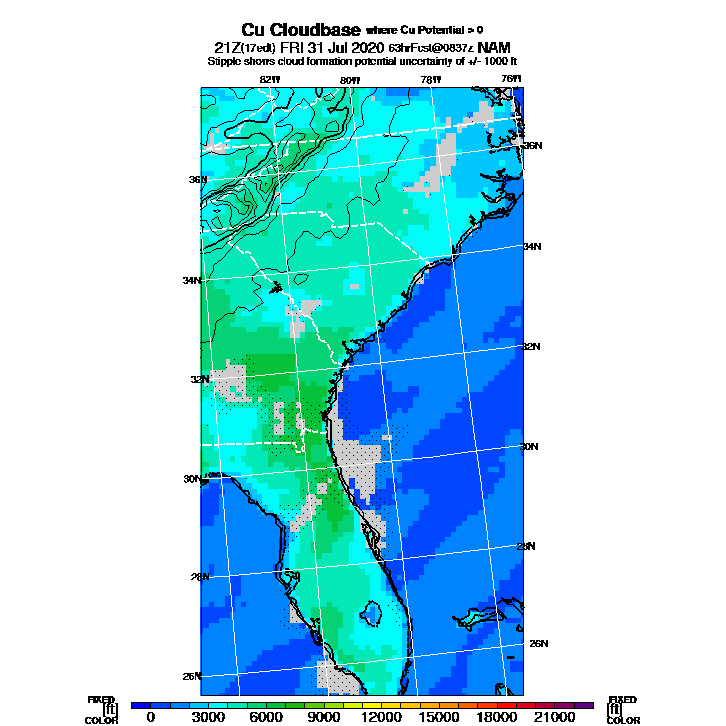 Cu Cloudbase where Cu Potential > 0
21Z(17edt) FRI 31 Jul 2020 63hrFcst@0837z NAM
Stipple shows cloud formation potential uncertainty of +/- 1000 ft
82W 80W 78W 76W
36N
36N
34N
34N
32N
32N
30N
30N
28N
28N
26N
26N
FIXED FIXED
[ft] [ft]
COLOR COLOR
0 3000 6000 9000 12000 15000 18000 21000